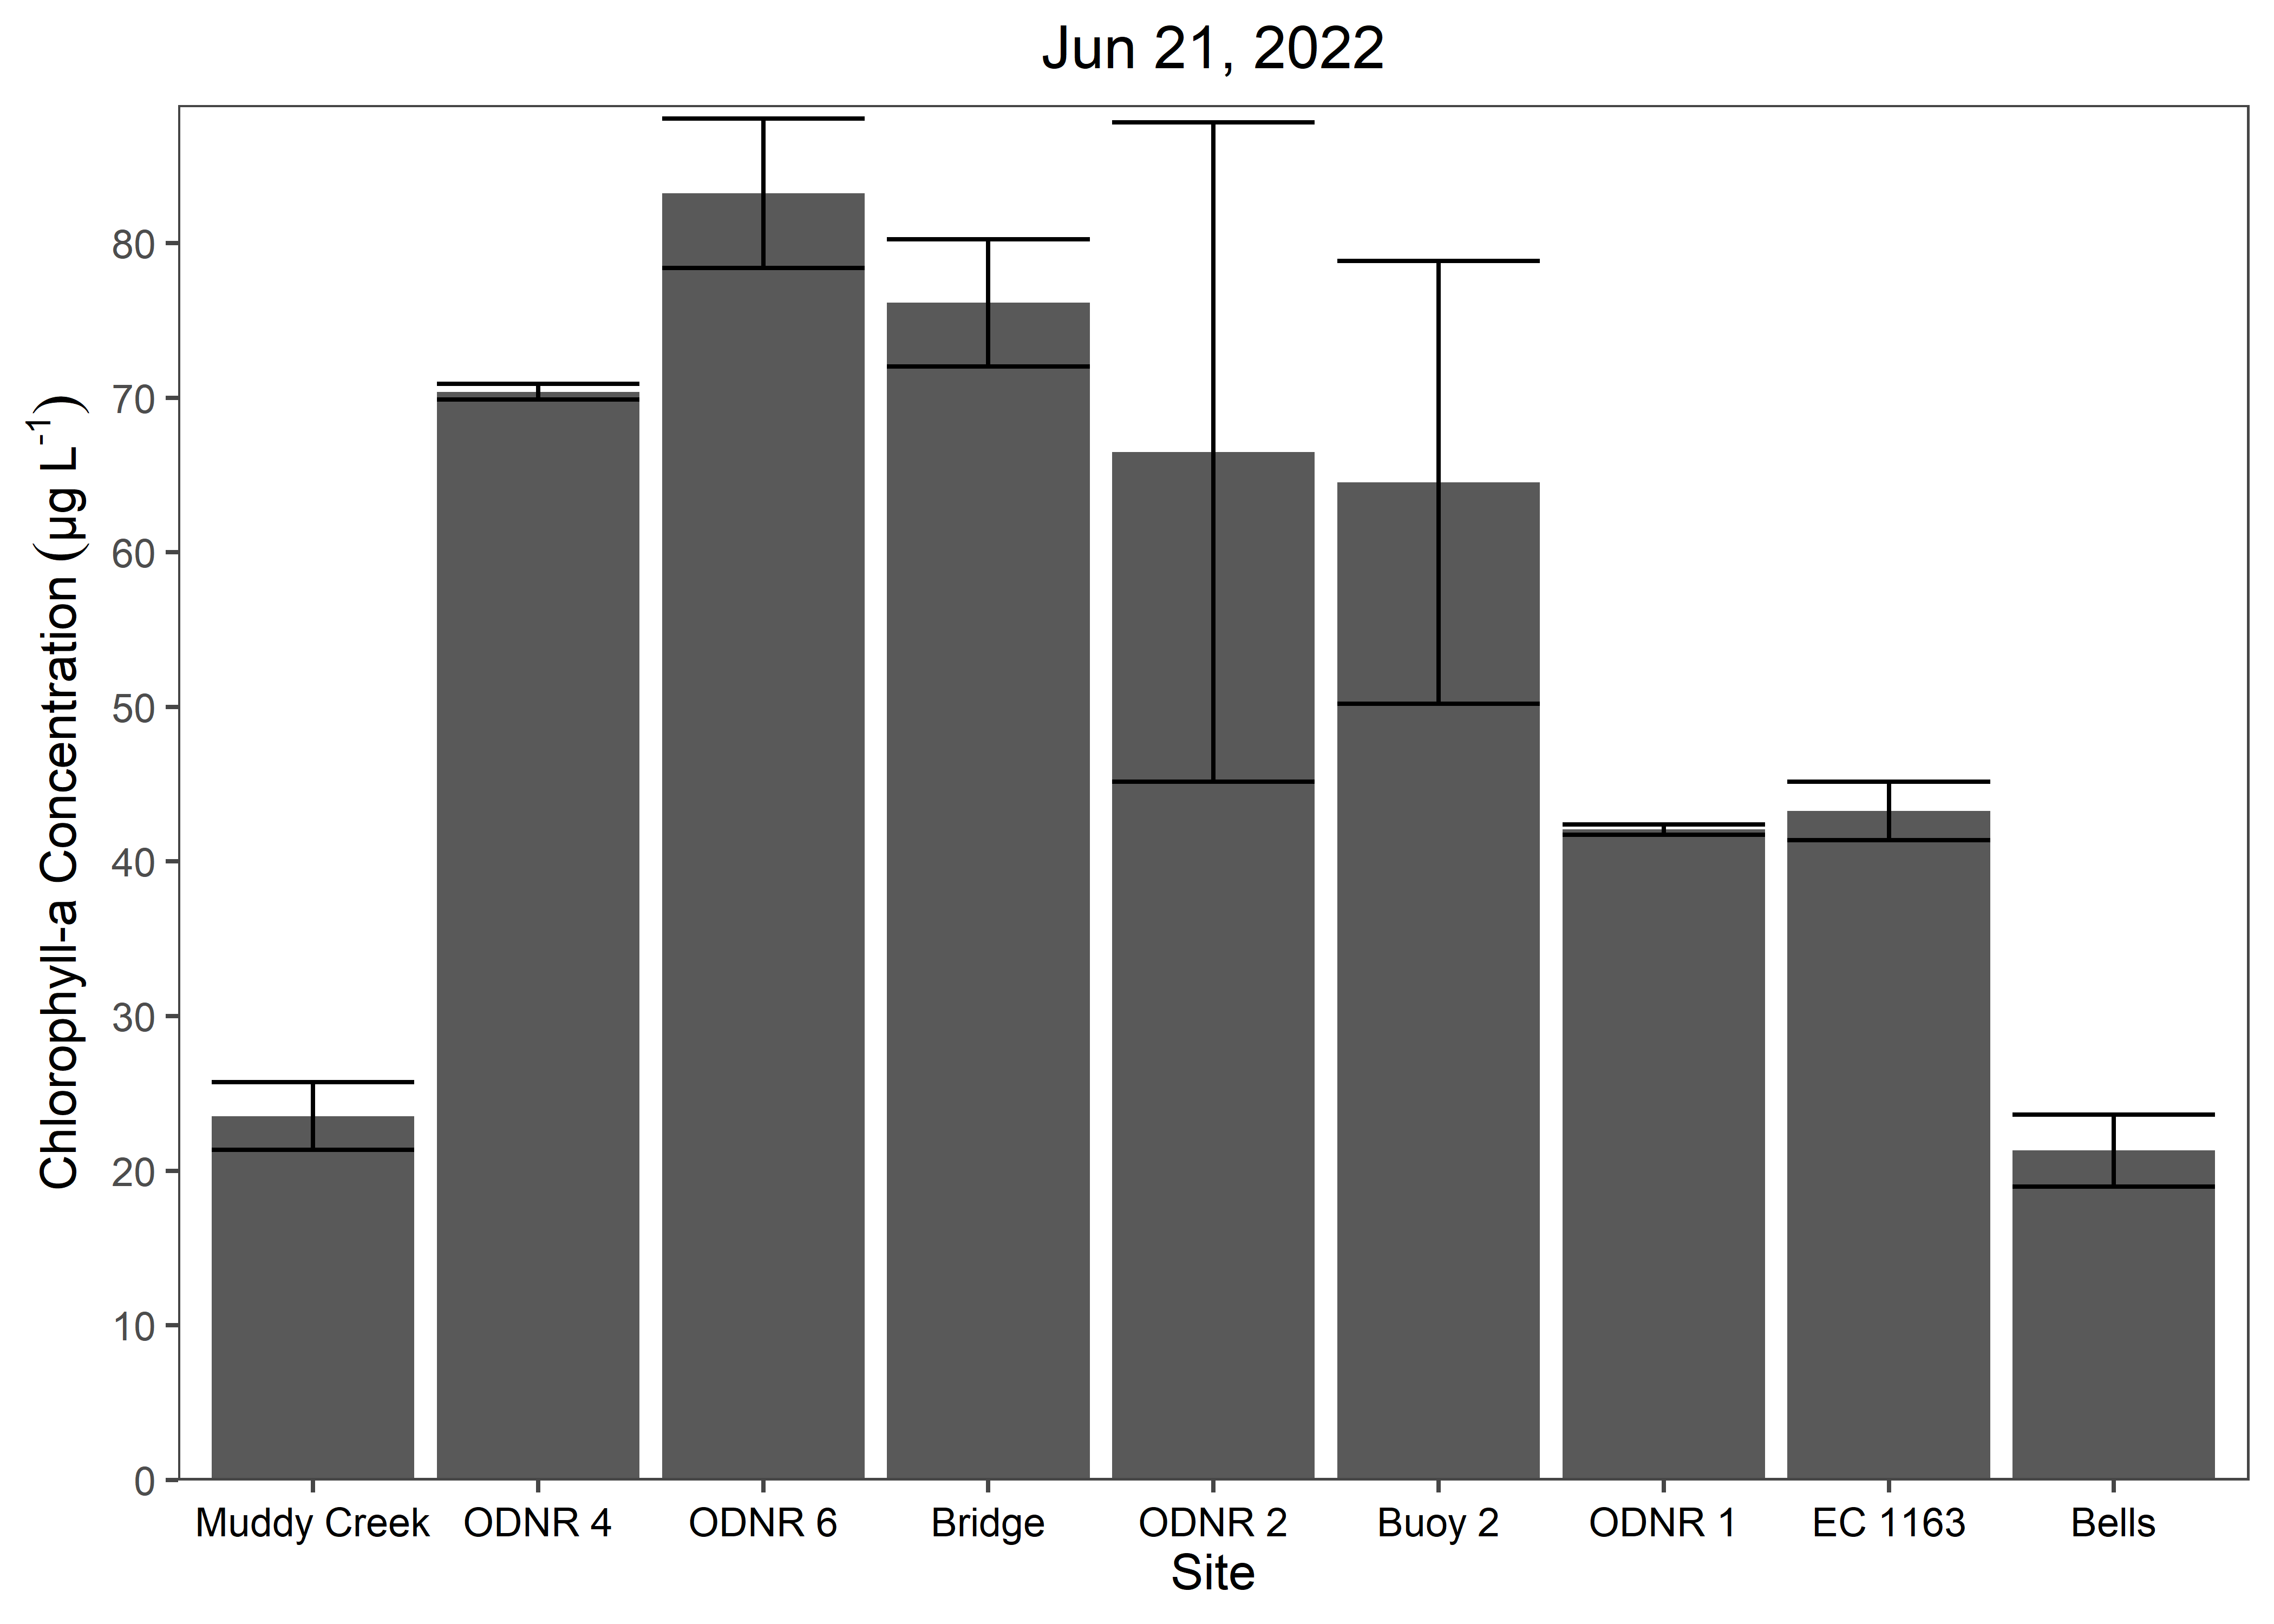 Jun 21, 2022
Chlorophyll-a Concentration (µg L⁻¹)
80
70
60
50
40
30
20
10
0
Muddy Creek ODNR 4 ODNR 6 Bridge ODNR 2 Buoy 2 ODNR 1 EC 1163 Bells
Site